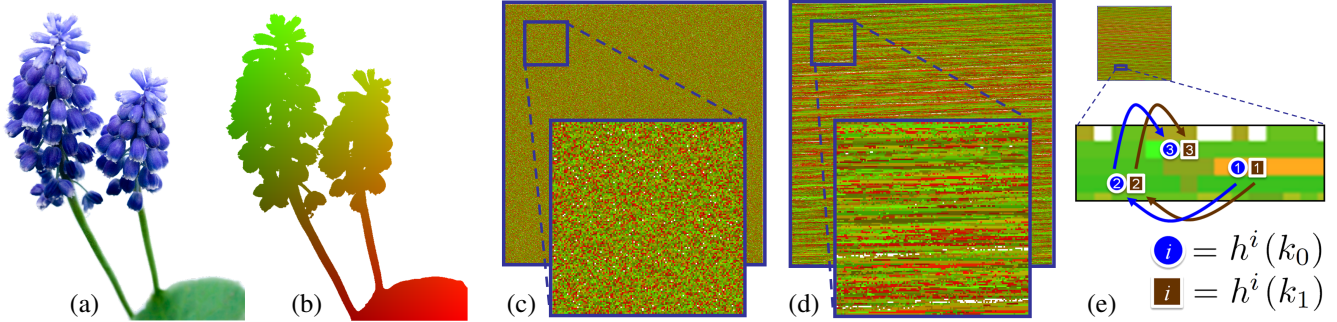 (a)
(b)
(c)
(d)
(e)
3 3
1 1
2 2
i = h^i(k_0)
i = h^i(k_1)